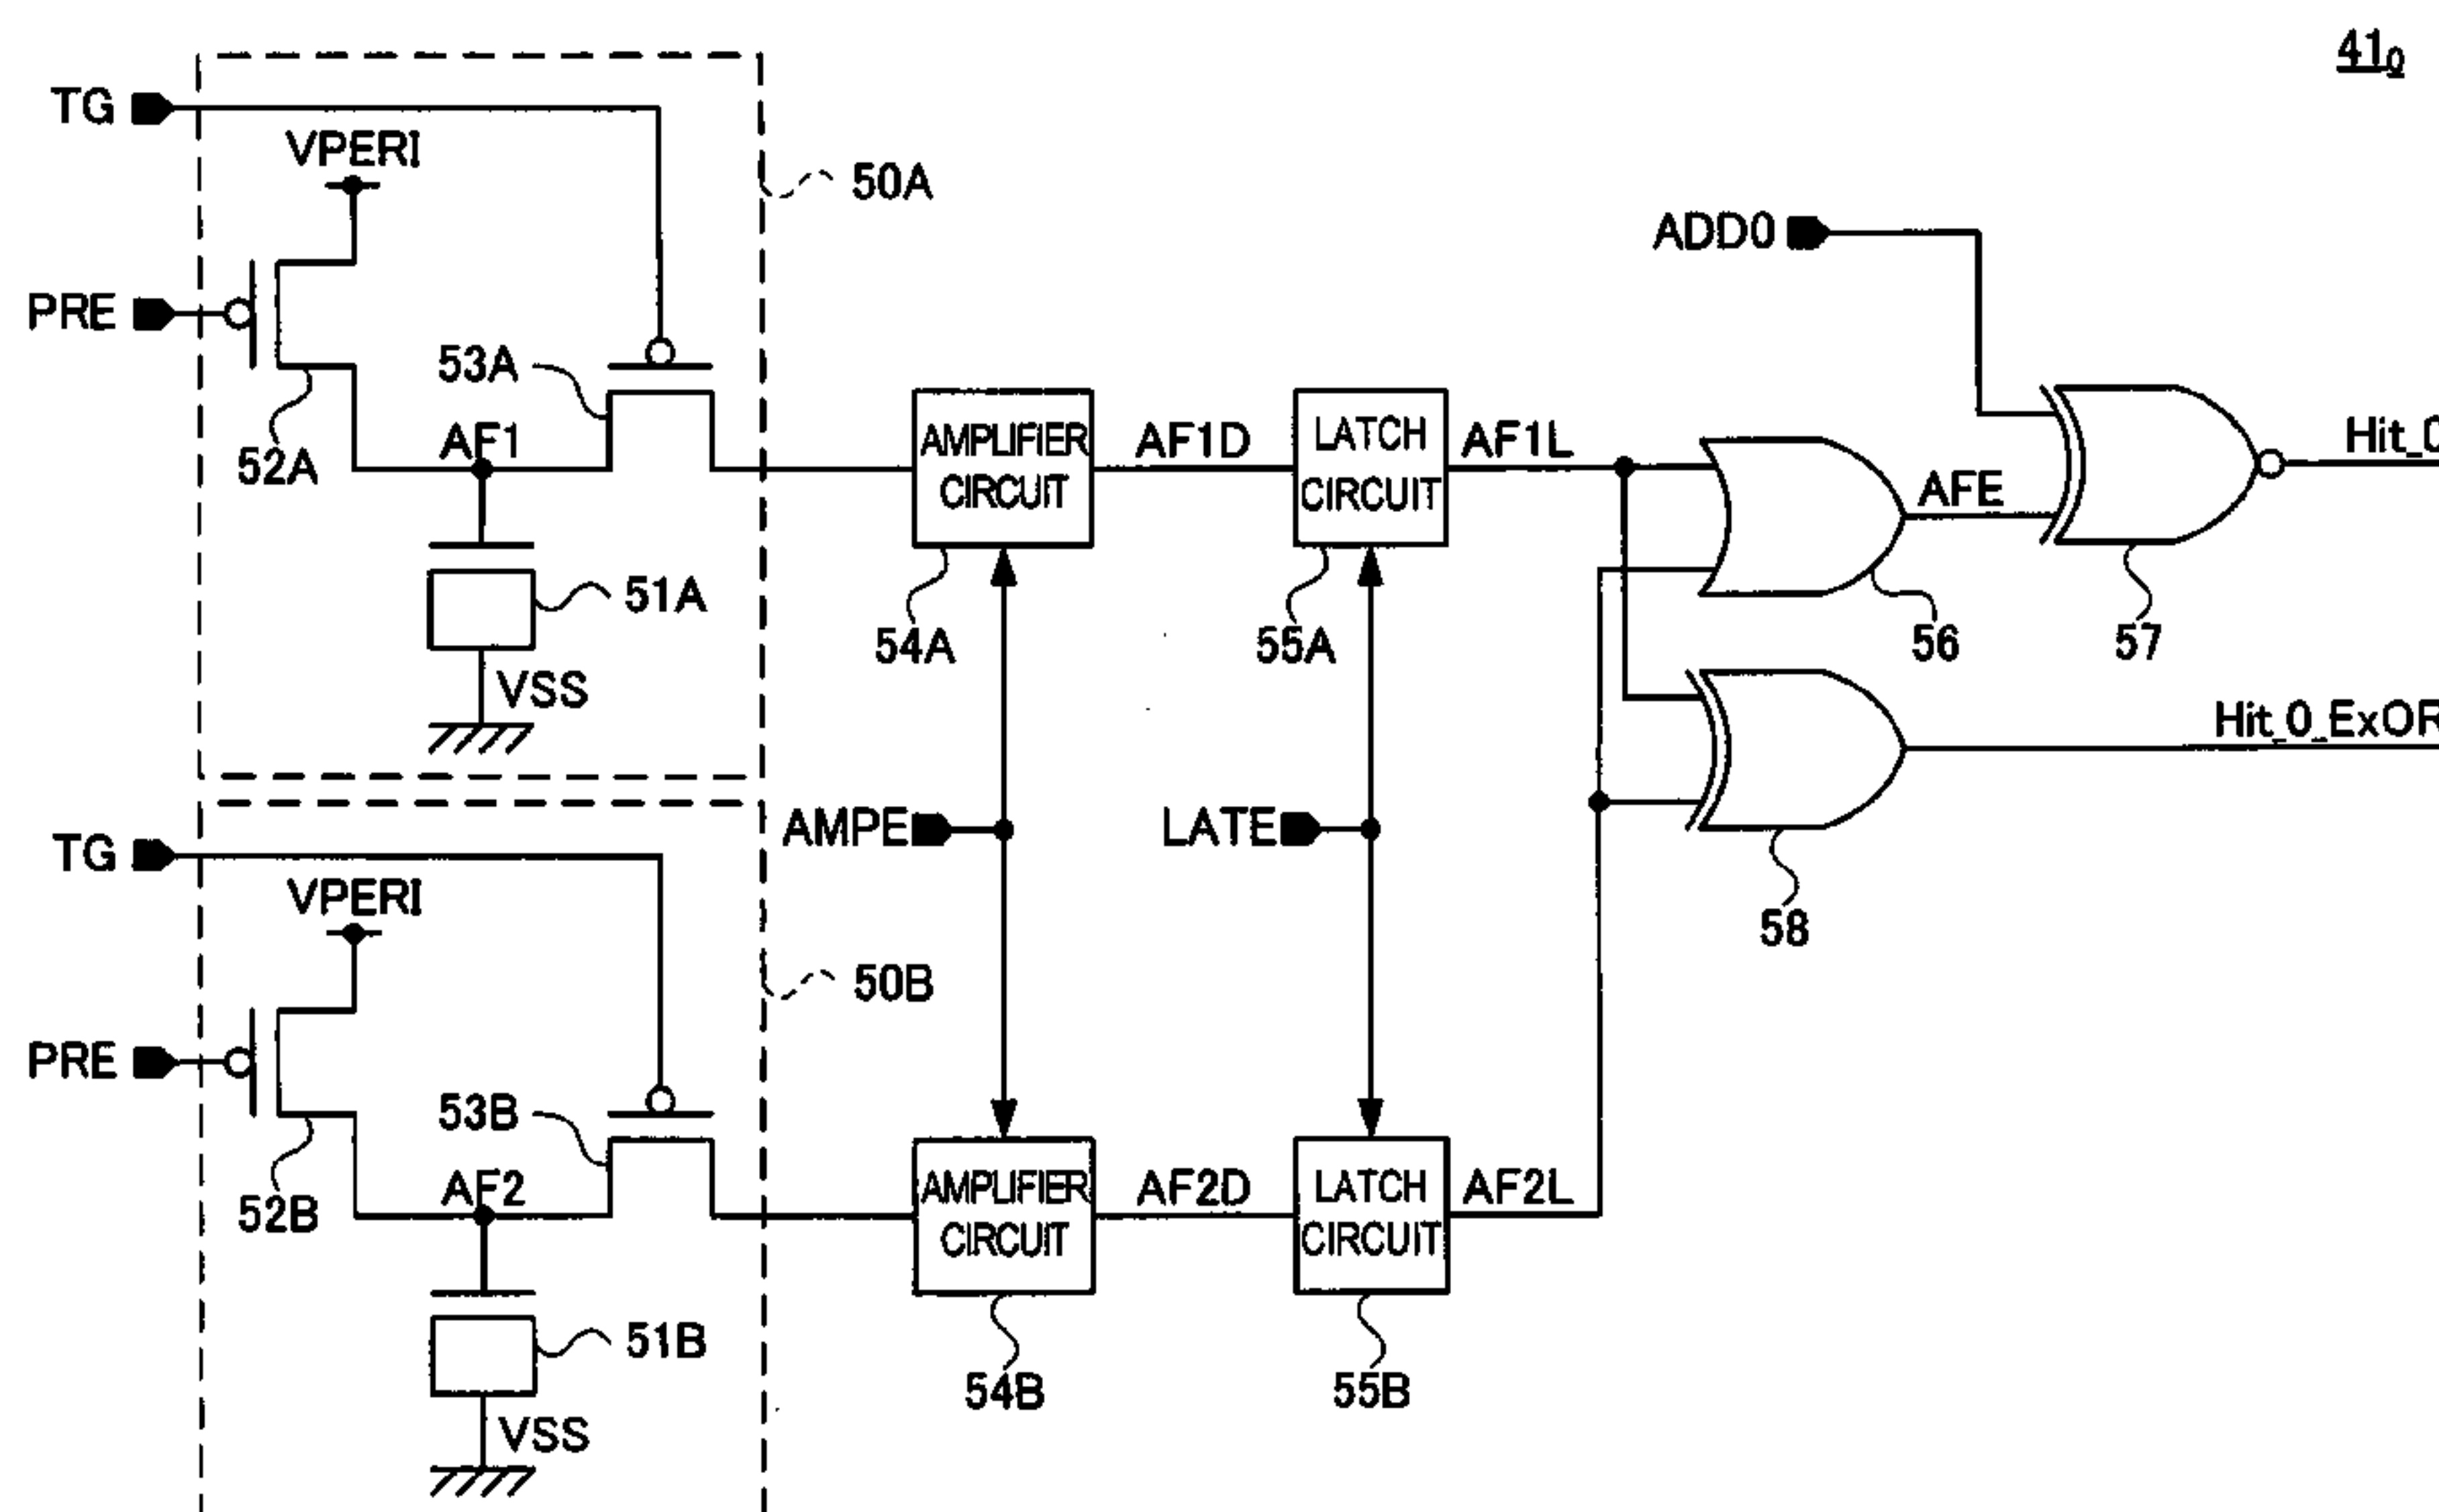 41₀
TG
VPERI
50A
PRE
ADD0
53A
AF1
52A
AMPLIFIER
CIRCUIT
AF1D
LATCH
CIRCUIT
AF1L
AFE
Hit_0
51A
54A
55A
56
57
VSS
Hit_0_ExOR
TG
AMPE
LATE
VPERI
58
50B
PRE
53B
AF2
52B
AMPLIFIER
CIRCUIT
AF2D
LATCH
CIRCUIT
AF2L
51B
54B
55B
VSS